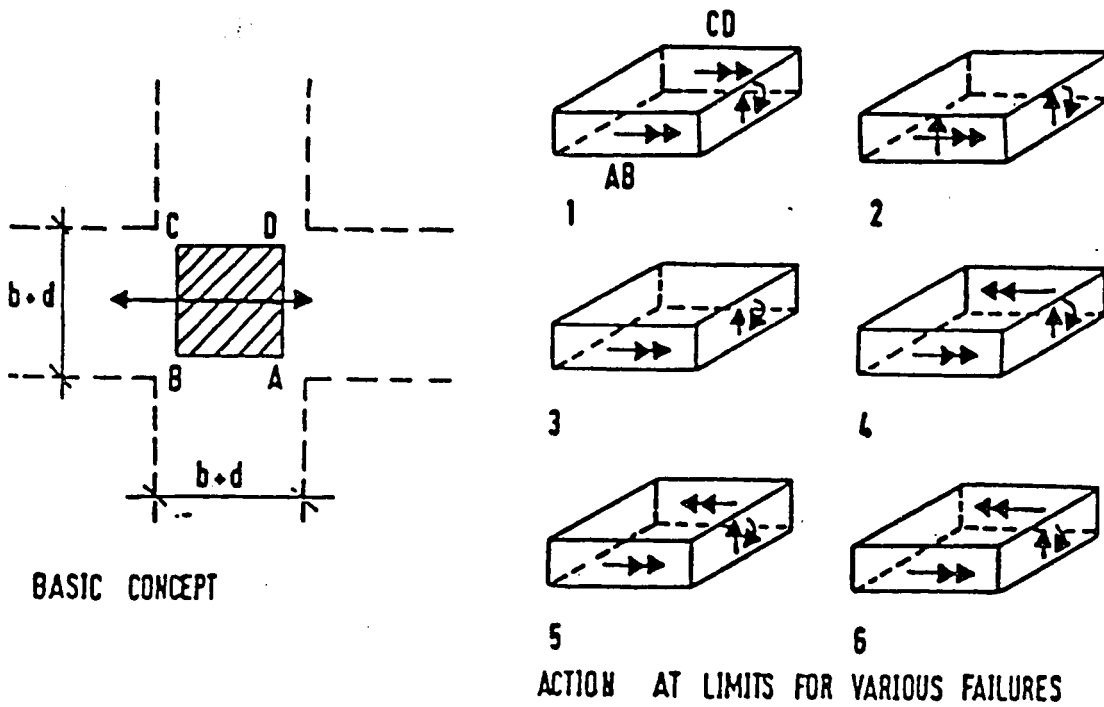 CD
AB
1
2
C D
b+d
B A
b+d
3
4
BASIC CONCEPT
5
6
ACTION AT LIMITS FOR VARIOUS FAILURES